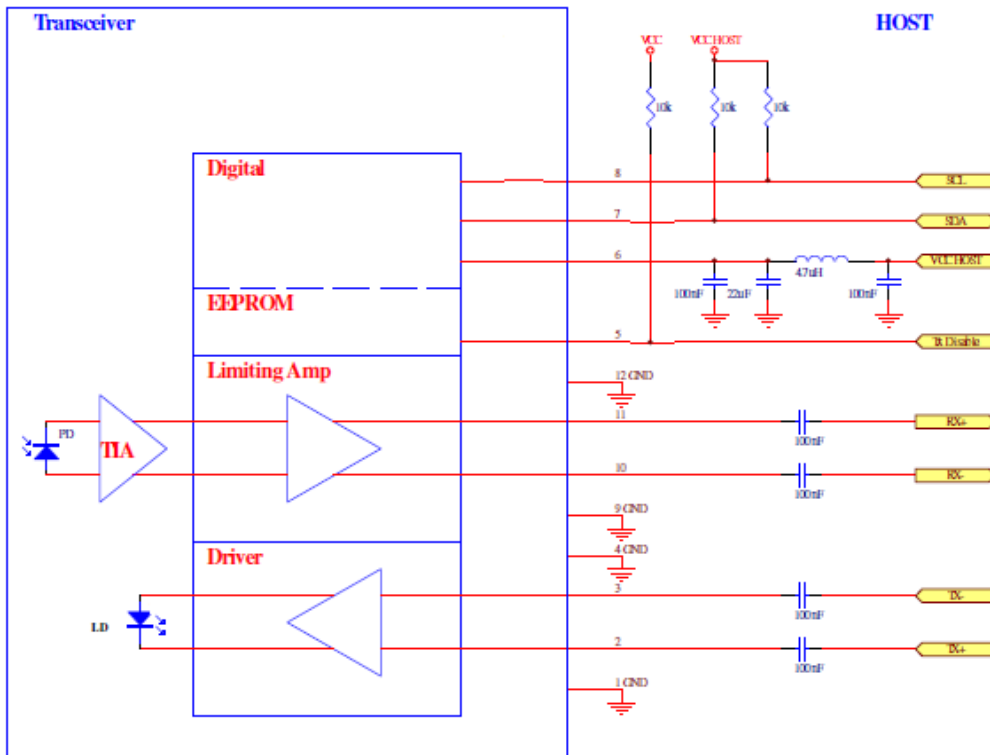 Transceiver
HOST
VCC
VCC HOST
10k
10k
10k
Digital
8
SCL
7
SDA
6
VCC HOST
4.7uH
100nF
22uF
100nF
EEPROM
5
Tx Disable
Limiting Amp
12 GND
11
RX+
PD
TIA
100nF
10
RX-
100nF
9 GND
4 GND
Driver
3
TX-
100nF
LD
2
TX+
100nF
1 GND